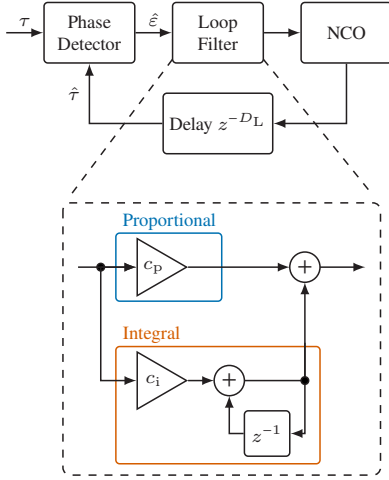 τ
Phase
Detector
ε̂
Loop
Filter
NCO
τ̂
Delay z^{-D_L}
Proportional
c_p
+
Integral
c_i
+
z^{-1}